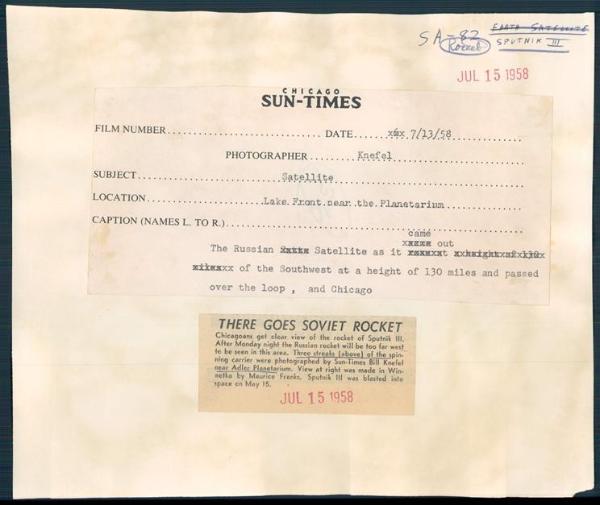 SA-82 EARTH SATELLITE
Rocket SPUTNIK III
JUL 15 1958
CHICAGO
SUN-TIMES
FILM NUMBER DATE xmx 7/13/58
PHOTOGRAPHER Knefel
SUBJECT Satellite
LOCATION Lake Front near the Planetarium
CAPTION (NAMES L. TO R.)
came
xxxxx out
The Russian xxxxx Satellite as it
of the Southwest at a height of 130 miles and passed
over the loop , and Chicago
THERE GOES SOVIET ROCKET
Chicagoans get clear view of the rocket of Sputnik III.
After Monday night the Russian rocket will be too far west
to be seen in this area. Three streaks (above) of the spin-
ning carrier were photographed by Sun-Times Bill Knefel
near Adler Planetarium. View at right was made in Win-
netka by Maurice Franks. Sputnik III was blasted into
space on May 15.
JUL 15 1958